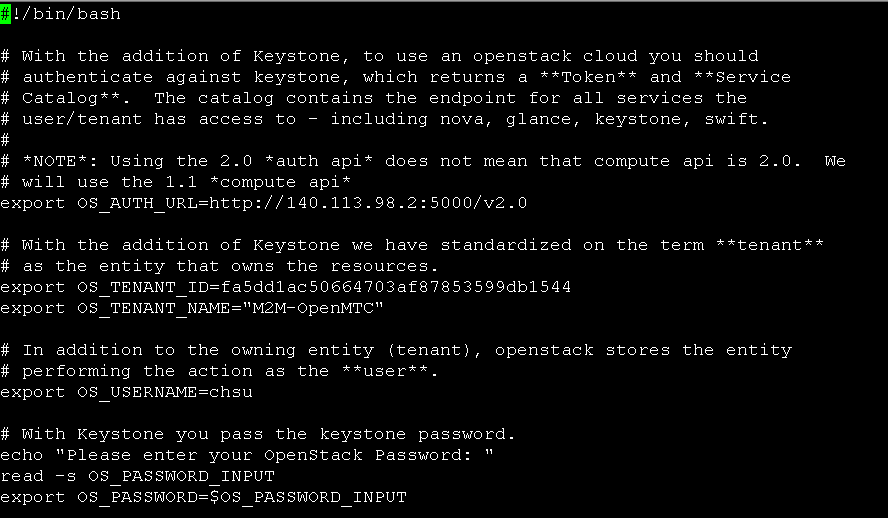 #!/bin/bash
# With the addition of Keystone, to use an openstack cloud you should
# authenticate against keystone, which returns a **Token** and **Service
# Catalog**.  The catalog contains the endpoint for all services the
# user/tenant has access to - including nova, glance, keystone, swift.
#
# *NOTE*: Using the 2.0 *auth api* does not mean that compute api is 2.0.  We
# will use the 1.1 *compute api*
export OS_AUTH_URL=http://140.113.98.2:5000/v2.0
# With the addition of Keystone we have standardized on the term **tenant**
# as the entity that owns the resources.
export OS_TENANT_ID=fa5dd1ac50664703af87853599db1544
export OS_TENANT_NAME="M2M-OpenMTC"
# In addition to the owning entity (tenant), openstack stores the entity
# performing the action as the **user**.
export OS_USERNAME=chsu
# With Keystone you pass the keystone password.
echo "Please enter your OpenStack Password: "
read -s OS_PASSWORD_INPUT
export OS_PASSWORD=$OS_PASSWORD_INPUT